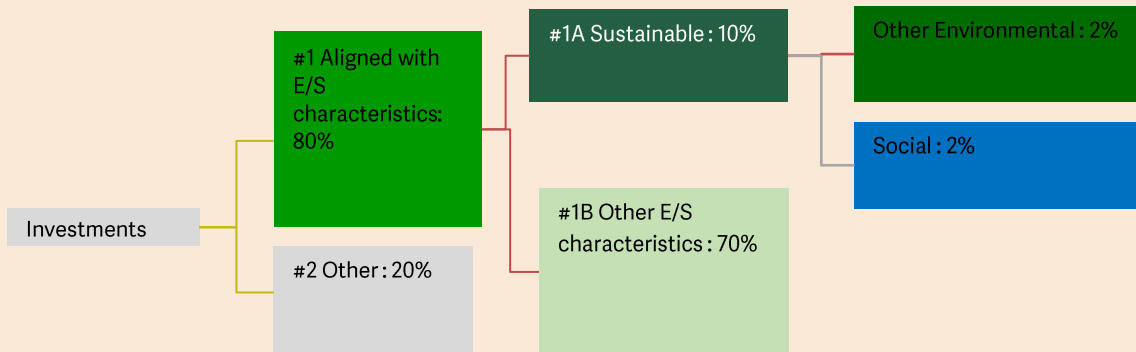 Investments
#1 Aligned with
E/S
characteristics:
80%
#2 Other : 20%
#1A Sustainable : 10%
#1B Other E/S
characteristics : 70%
Other Environmental : 2%
Social : 2%